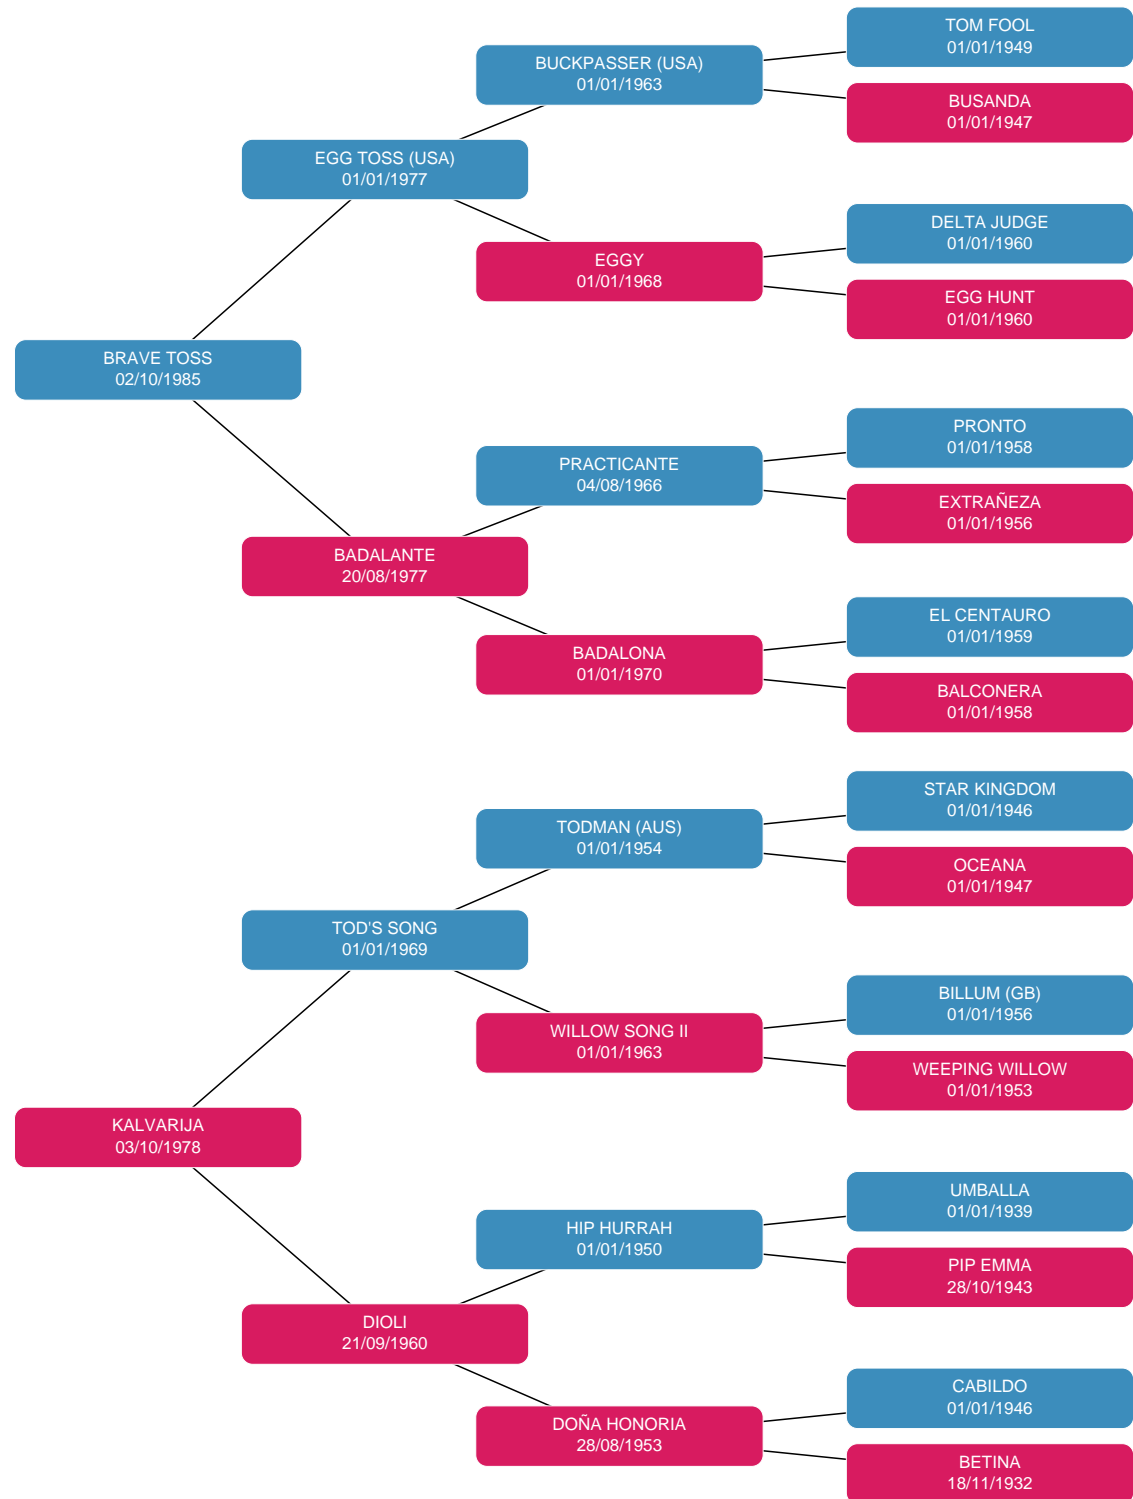 TOM FOOL
01/01/1949
BUCKPASSER (USA)
01/01/1963
BUSANDA
01/01/1947
EGG TOSS (USA)
01/01/1977
DELTA JUDGE
01/01/1960
EGGY
01/01/1968
EGG HUNT
01/01/1960
BRAVE TOSS
02/10/1985
PRONTO
01/01/1958
PRACTICANTE
04/08/1966
EXTRAÑEZA
01/01/1956
BADALANTE
20/08/1977
EL CENTAURO
01/01/1959
BADALONA
01/01/1970
BALCONERA
01/01/1958
STAR KINGDOM
01/01/1946
TODMAN (AUS)
01/01/1954
OCEANA
01/01/1947
TOD'S SONG
01/01/1969
BILLUM (GB)
01/01/1956
WILLOW SONG II
01/01/1963
WEEPING WILLOW
01/01/1953
KALVARIJA
03/10/1978
UMBALLA
01/01/1939
HIP HURRAH
01/01/1950
PIP EMMA
28/10/1943
DIOLI
21/09/1960
CABILDO
01/01/1946
DOÑA HONORIA
28/08/1953
BETINA
18/11/1932